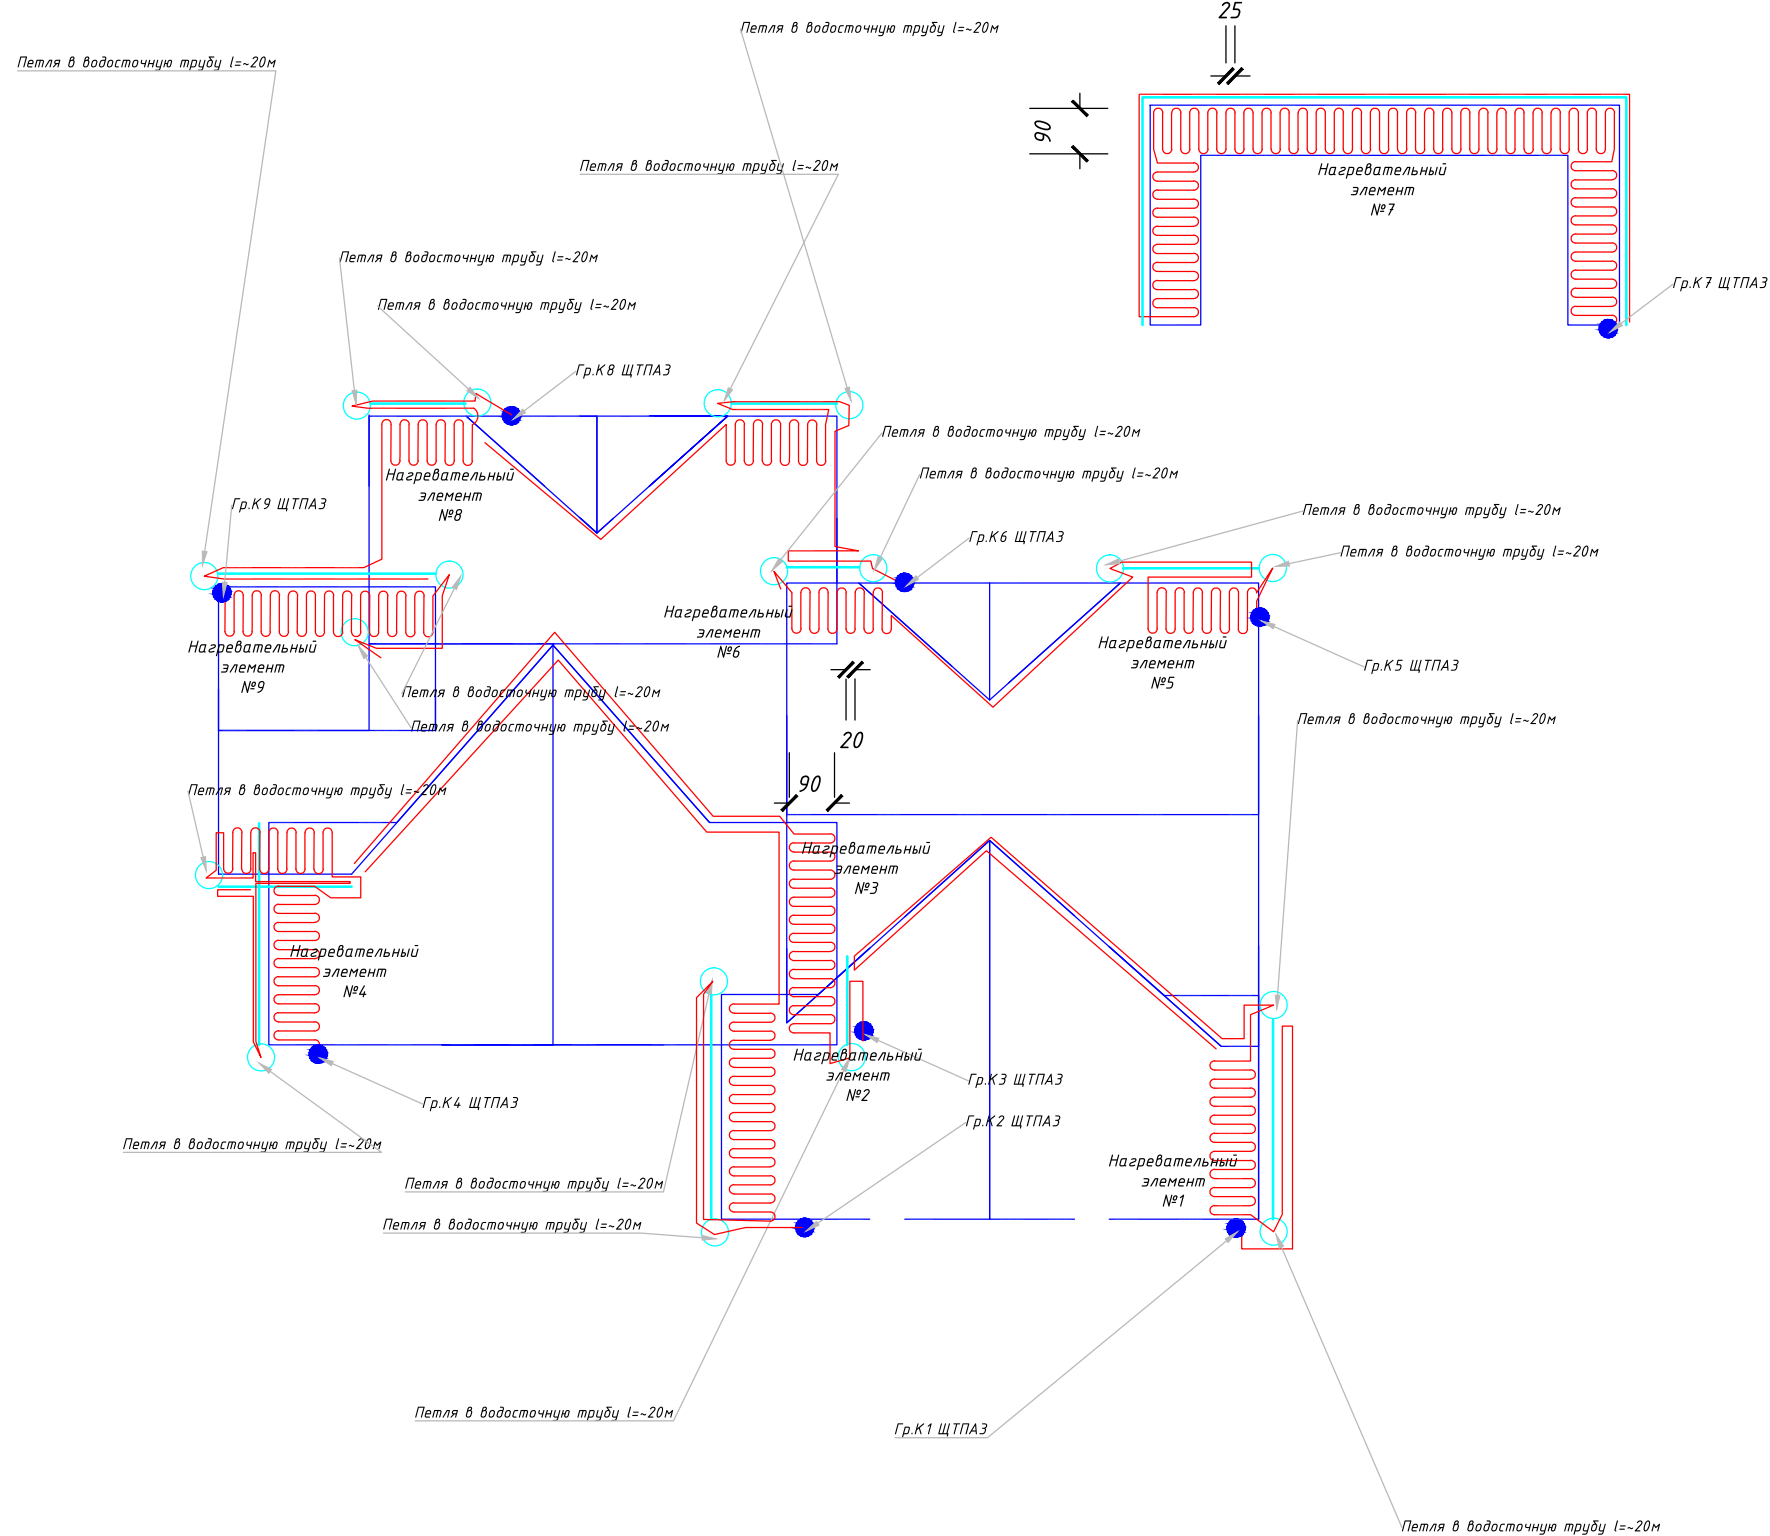 25
Петля в водосточную трубу l=~20м
Петля в водосточную трубу l=~20м
90
Петля в водосточную трубу l=~20м
Нагревательный
элемент
№7
Петля в водосточную трубу l=~20м
Гр.К7 ЩТПАЗ
Петля в водосточную трубу l=~20м
Гр.К8 ЩТПАЗ
Петля в водосточную трубу l=~20м
Нагревательный
элемент
№8
Петля в водосточную трубу l=~20м
Гр.К9 ЩТПАЗ
Петля в водосточную трубу l=~20м
Гр.К6 ЩТПАЗ
Петля в водосточную трубу l=~20м
Нагревательный
элемент
№6
Нагревательный
элемент
№9
Нагревательный
элемент
№5
Гр.К5 ЩТПАЗ
Петля в водосточную трубу l=~20м
Петля в водосточную трубу l=~20м
Петля в водосточную трубу l=~20м
20
90
Петля в водосточную трубу l=~20м
Нагревательный
элемент
№3
Нагревательный
элемент
№4
Нагревательный
элемент
№2
Гр.К3 ЩТПАЗ
Гр.К4 ЩТПАЗ
Гр.К2 ЩТПАЗ
Петля в водосточную трубу l=~20м
Нагревательный
элемент
№1
Петля в водосточную трубу l=~20м
Петля в водосточную трубу l=~20м
Петля в водосточную трубу l=~20м
Гр.К1 ЩТПАЗ
Петля в водосточную трубу l=~20м